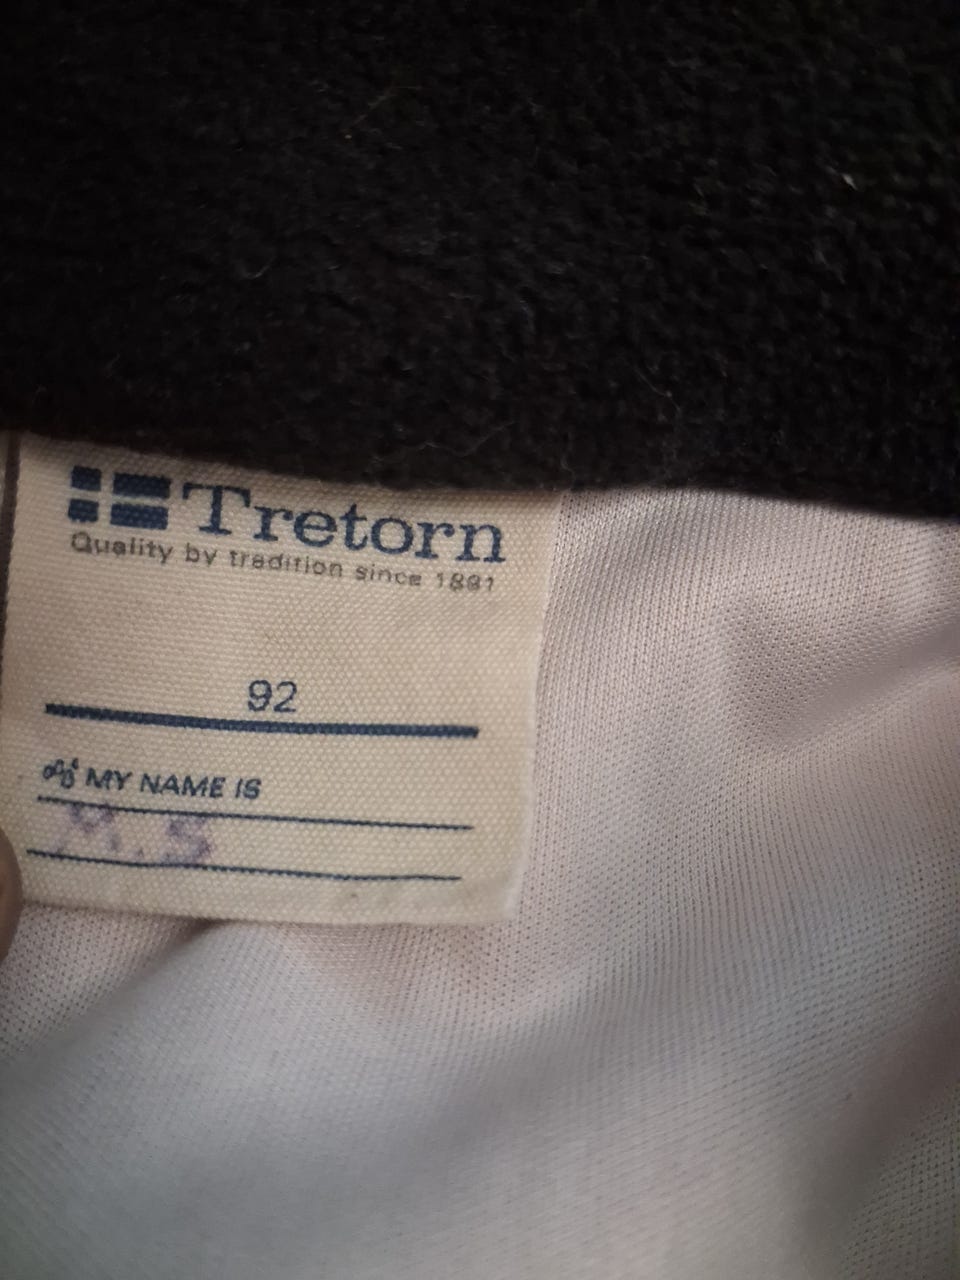 Tretorn
Quality by tradition since 1891
92
MY NAME IS
M.S